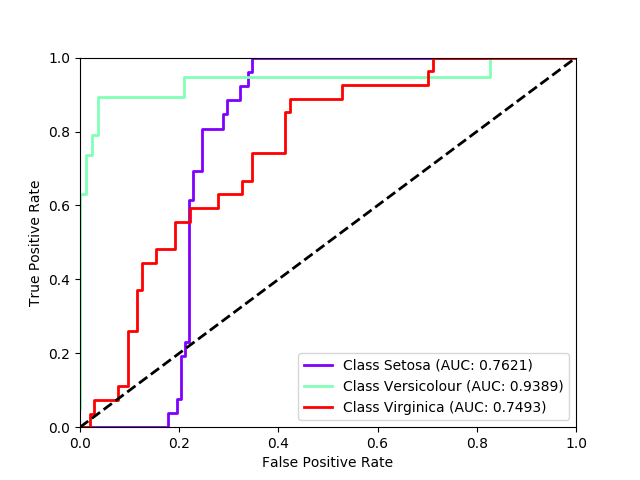 1.0
0.8
0.6
0.4
0.2
0.0
True Positive Rate
0.0 0.2 0.4 0.6 0.8 1.0
False Positive Rate
Class Setosa (AUC: 0.7621)
Class Versicolour (AUC: 0.9389)
Class Virginica (AUC: 0.7493)